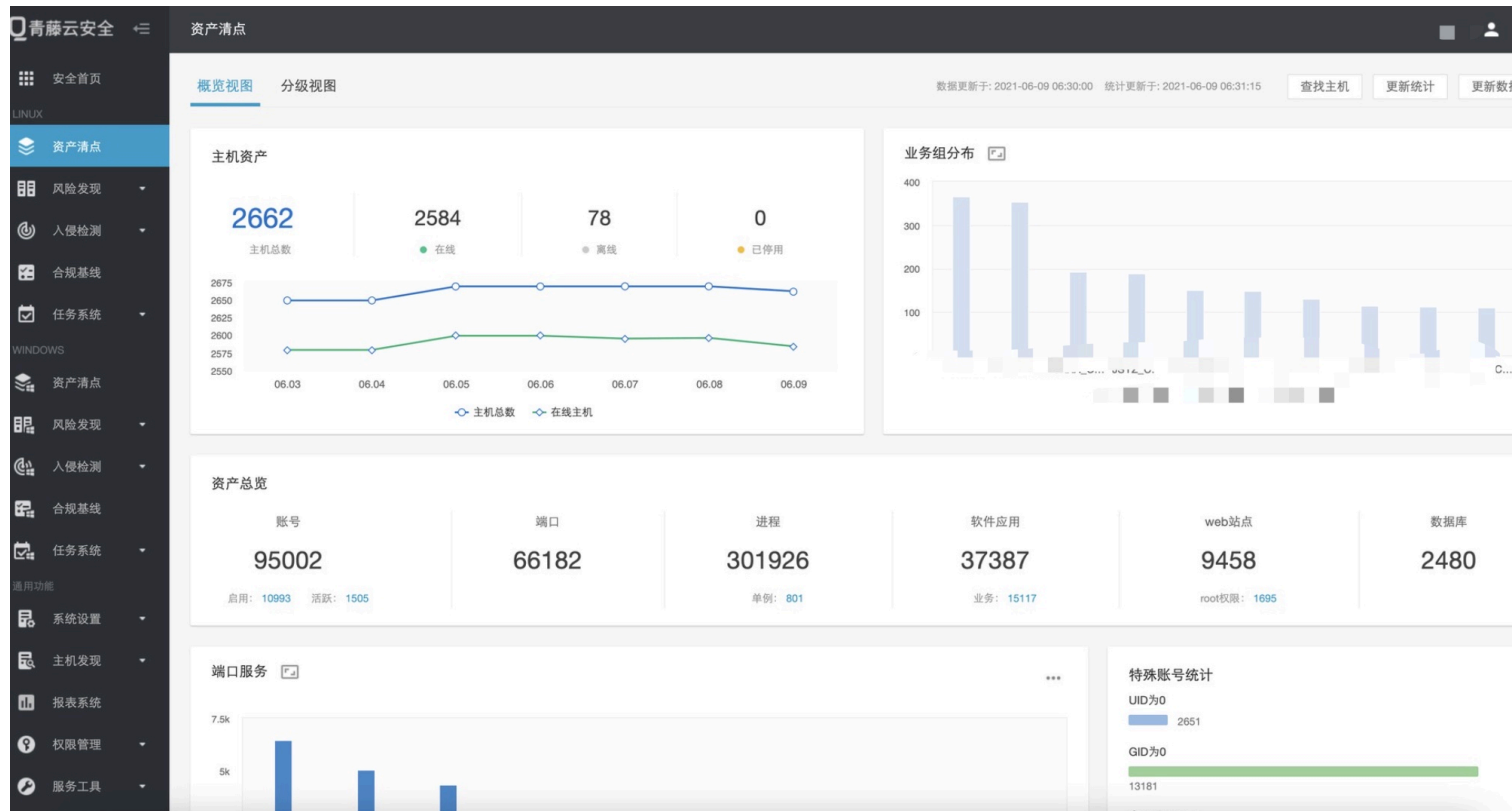 青藤云安全
资产清点
安全首页
LINUX
资产清点
风险发现
入侵检测
合规基线
任务系统
WINDOWS
资产清点
风险发现
入侵检测
合规基线
任务系统
通用功能
系统设置
主机发现
报表系统
权限管理
服务工具
概览视图 分级视图 数据更新于: 2021-06-09 06:30:00 统计更新于: 2021-06-09 06:31:15 查找主机 更新统计 更新数
主机资产
2662 2584 78 0
主机总数 在线 离线 已停用
2675
2650
2625
2600
2575
2550
06.03 06.04 06.05 06.06 06.07 06.08 06.09
主机总数 在线主机
业务组分布
400
300
200
100
资产总览
账号 端口 进程 软件应用 web站点 数据库
95002 66182 301926 37387 9458 2480
启用: 10993 活跃: 1505 单例: 801 业务: 15117 root权限: 1695
端口服务
7.5k
5k
特殊账号统计
UID为0
2651
GID为0
13181